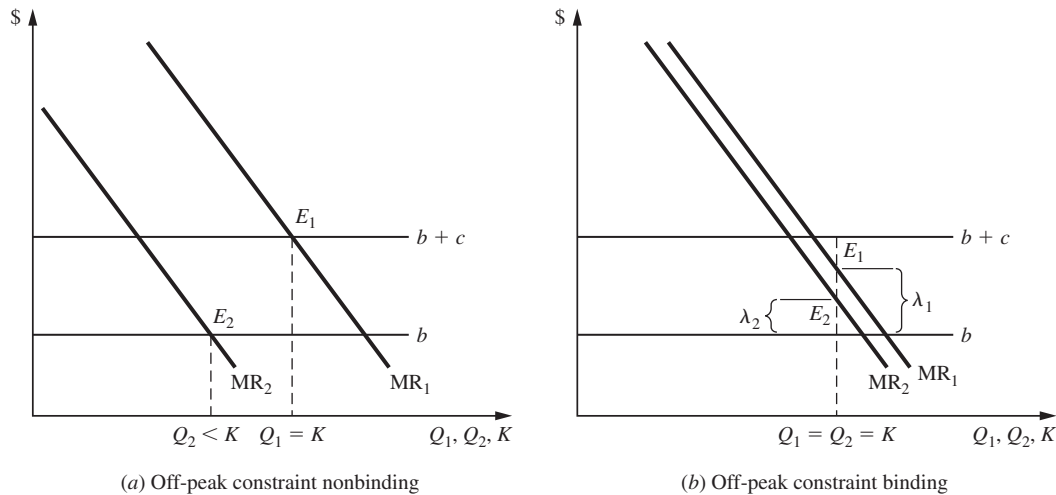 $
E₁
b + c
E₂
b
MR₂
MR₁
Q₂ < K
Q₁ = K
Q₁, Q₂, K
(a) Off-peak constraint nonbinding
$
b + c
E₁
λ₁
λ₂
E₂
b
MR₂
MR₁
Q₁ = Q₂ = K
Q₁, Q₂, K
(b) Off-peak constraint binding